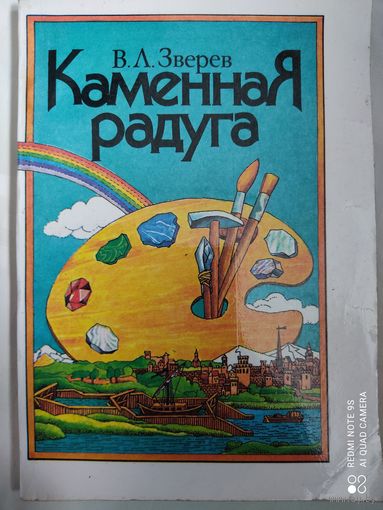 В. Л. Зверев
Каменная
радуга
REDMI NOTE 9S
AI QUAD CAMERA